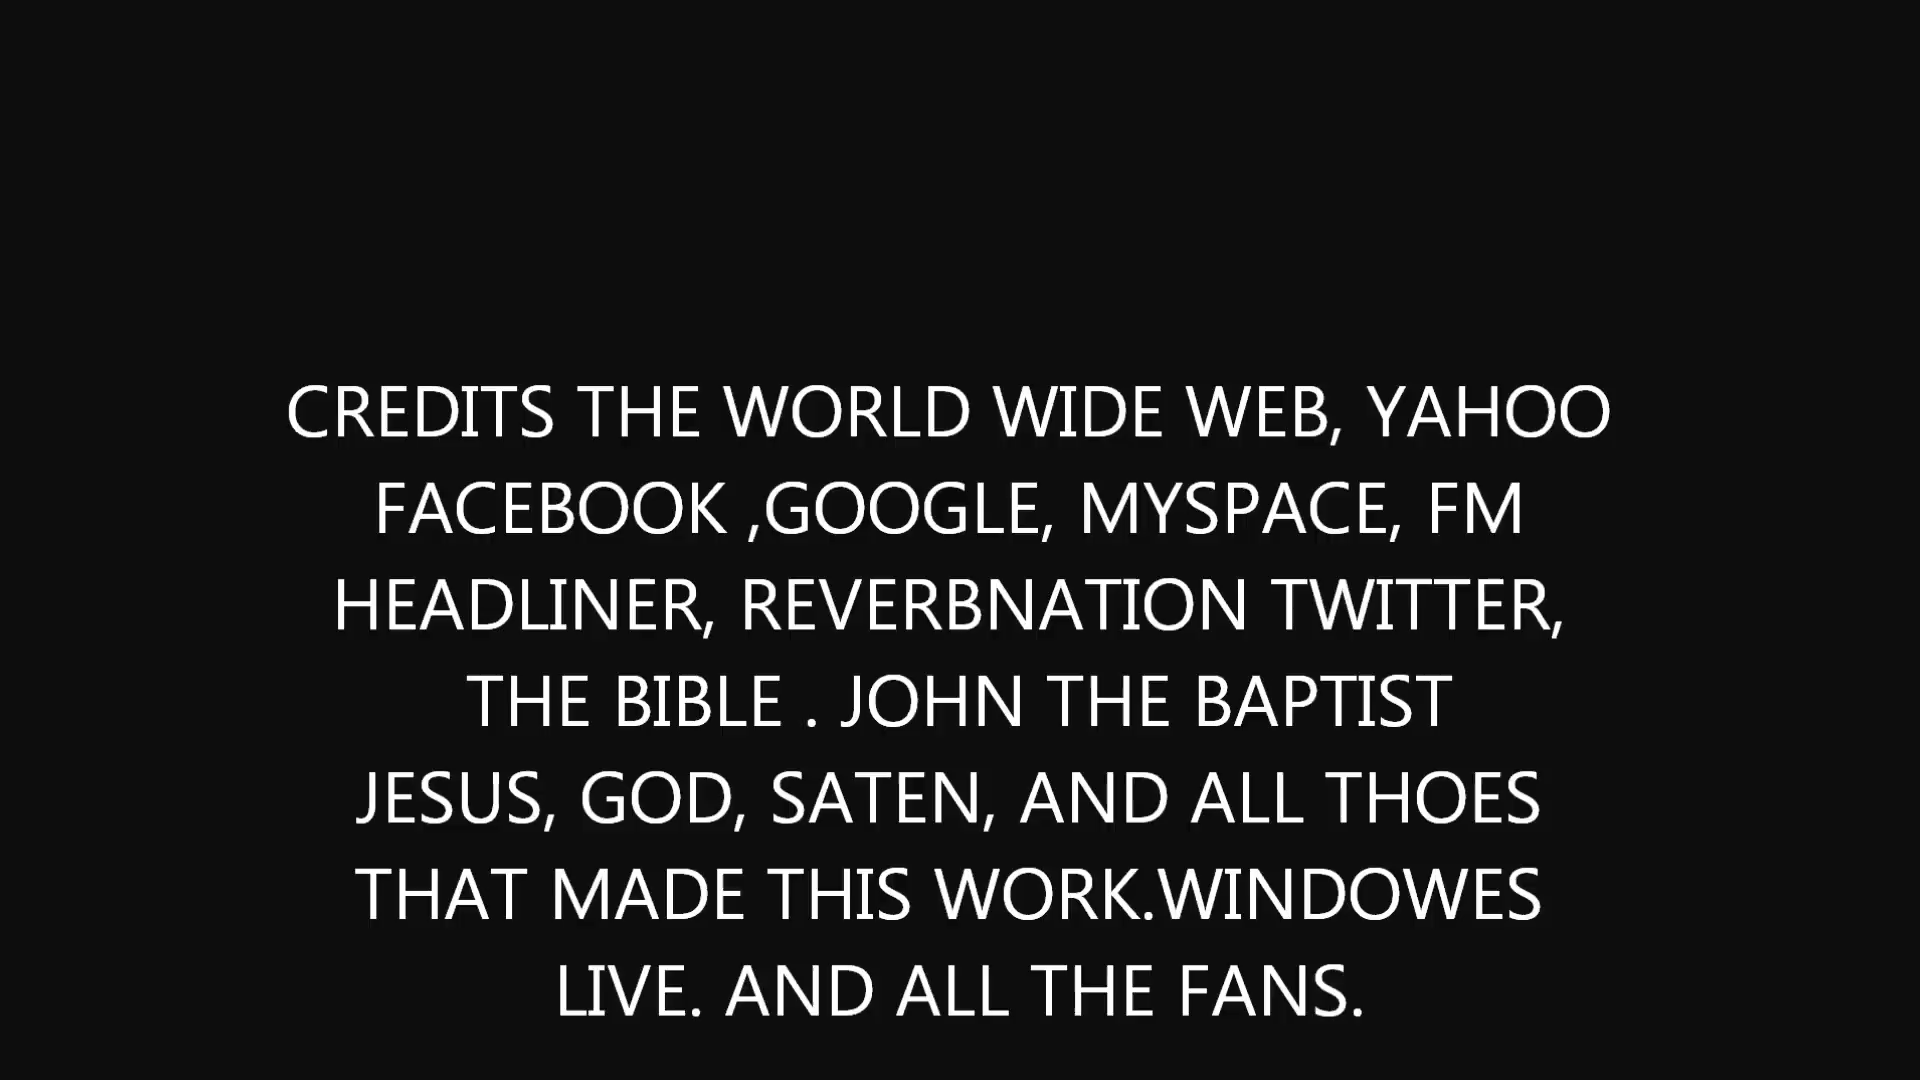 CREDITS THE WORLD WIDE WEB, YAHOO
FACEBOOK ,GOOGLE, MYSPACE, FM
HEADLINER, REVERBNATION TWITTER,
THE BIBLE . JOHN THE BAPTIST
JESUS, GOD, SATEN, AND ALL THOES
THAT MADE THIS WORK.WINDOWES
LIVE. AND ALL THE FANS.